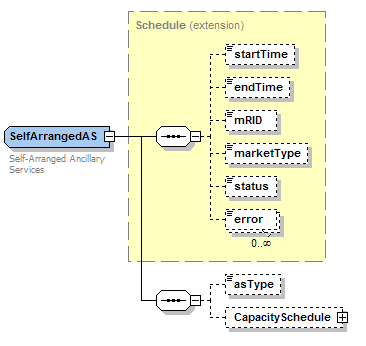 Schedule (extension)
startTime
endTime
mRID
marketType
status
error
0..∞
SelfArrangedAS
Self-Arranged Ancillary
Services
asType
CapacitySchedule